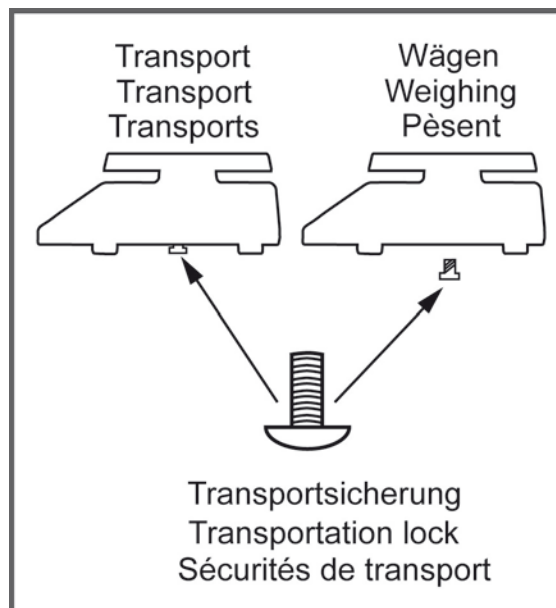 Transport
Transport
Transports
Wägen
Weighing
Pèsent
Transportsicherung
Transportation lock
Sécurités de transport